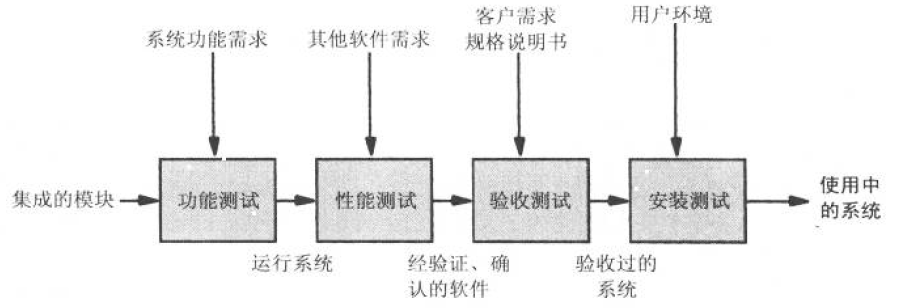 客户需求
规格说明书
用户环境
系统功能需求
其他软件需求
集成的模块
功能测试
性能测试
验收测试
安装测试
使用中
的系统
运行系统
经验证、确
认的软件
验收过的
系统